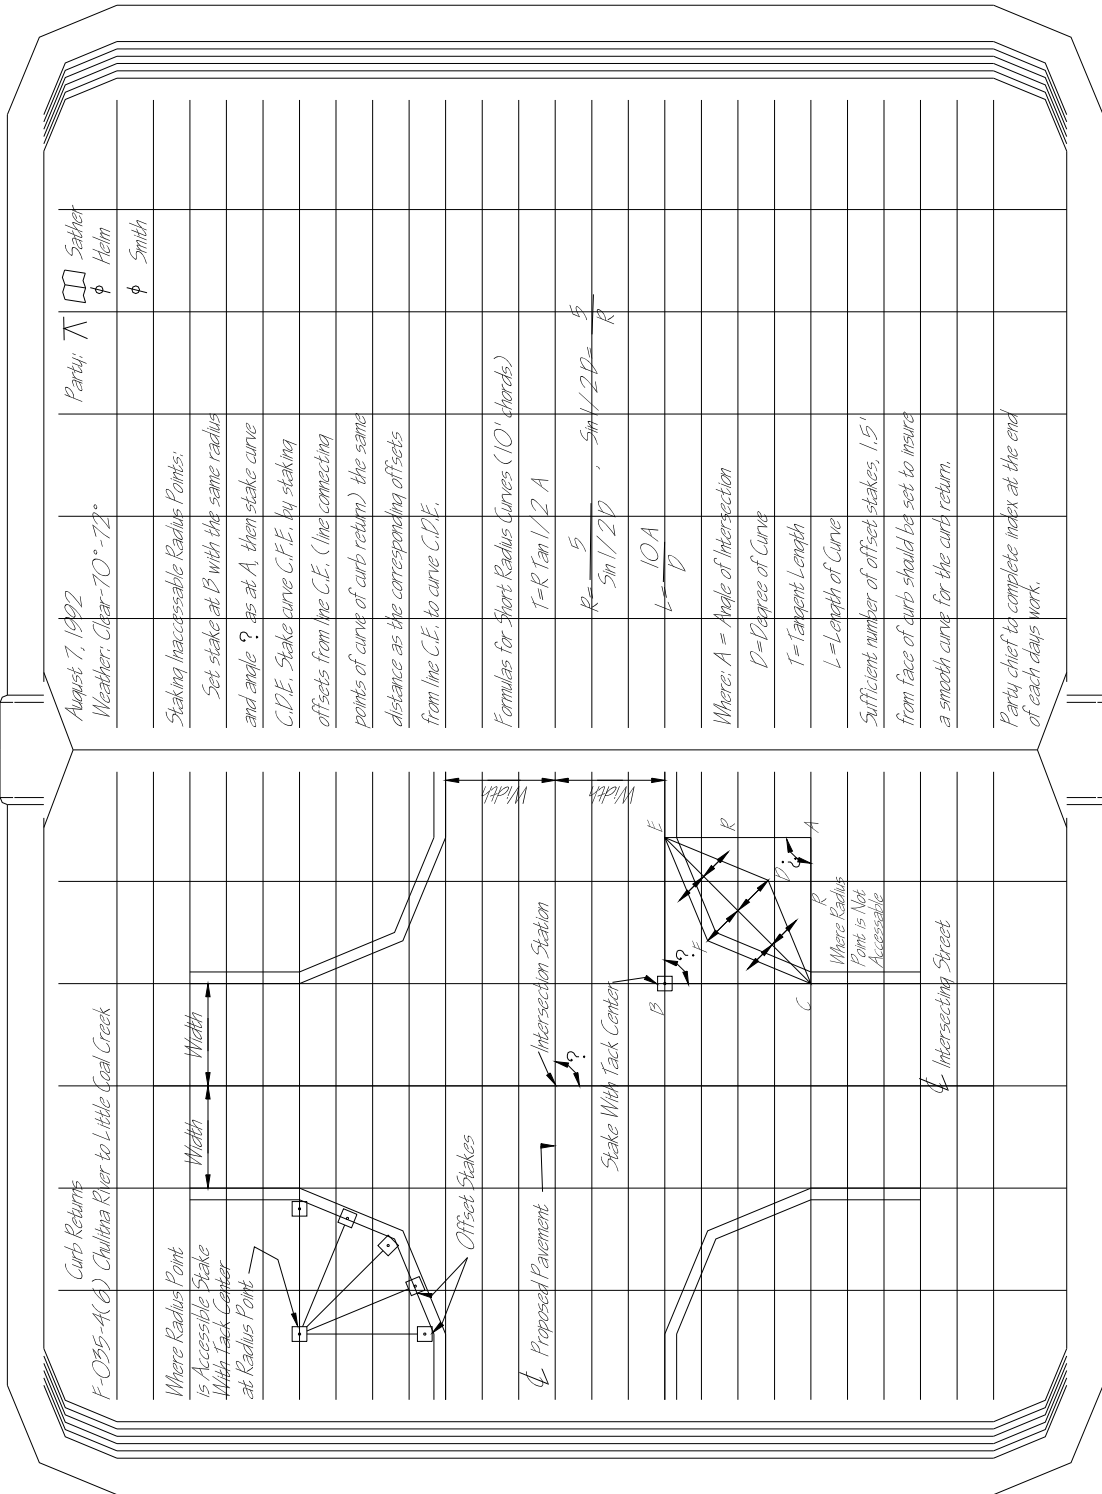 Curb Returns
F-035-4(6) Chulitna River to Little Coal Creek
Where Radius Point
is Accessible Stake
With Tack Center
at Radius Point
Width
Width
Offset Stakes
℄ Proposed Pavement
Intersection Station
?
Stake With Tack Center
Width
Width
B
?
F
E
R
D
?
A
R
C
Where Radius
Point is Not
Accessable
℄ Intersecting Street
August 7, 1992
Weather: Clear-70°-72°
Party:
Sather
ϕ Helm
ϕ Smith
Staking Inaccessable Radius Points:
Set stake at B with the same radius
and angle ? as at A, then stake curve
C.D.E. Stake curve C.F.E. by staking
offsets from line C.E. (line connecting
points of curve of curb return) the same
distance as the corresponding offsets
from line C.E. to curve C.D.E.
Formulas for Short Radius Curves (10' chords)
T=R Tan 1/2 A
R= 5 / Sin 1/2 D , Sin 1/2 D= 5 / R
L= 10A / D
Where: A = Angle of Intersection
D=Degree of Curve
T=Tangent Length
L=Length of Curve
Sufficient number of offset stakes, 1.5'
from face of curb should be set to insure
a smooth curve for the curb return.
Party chief to complete index at the end
of each days work.